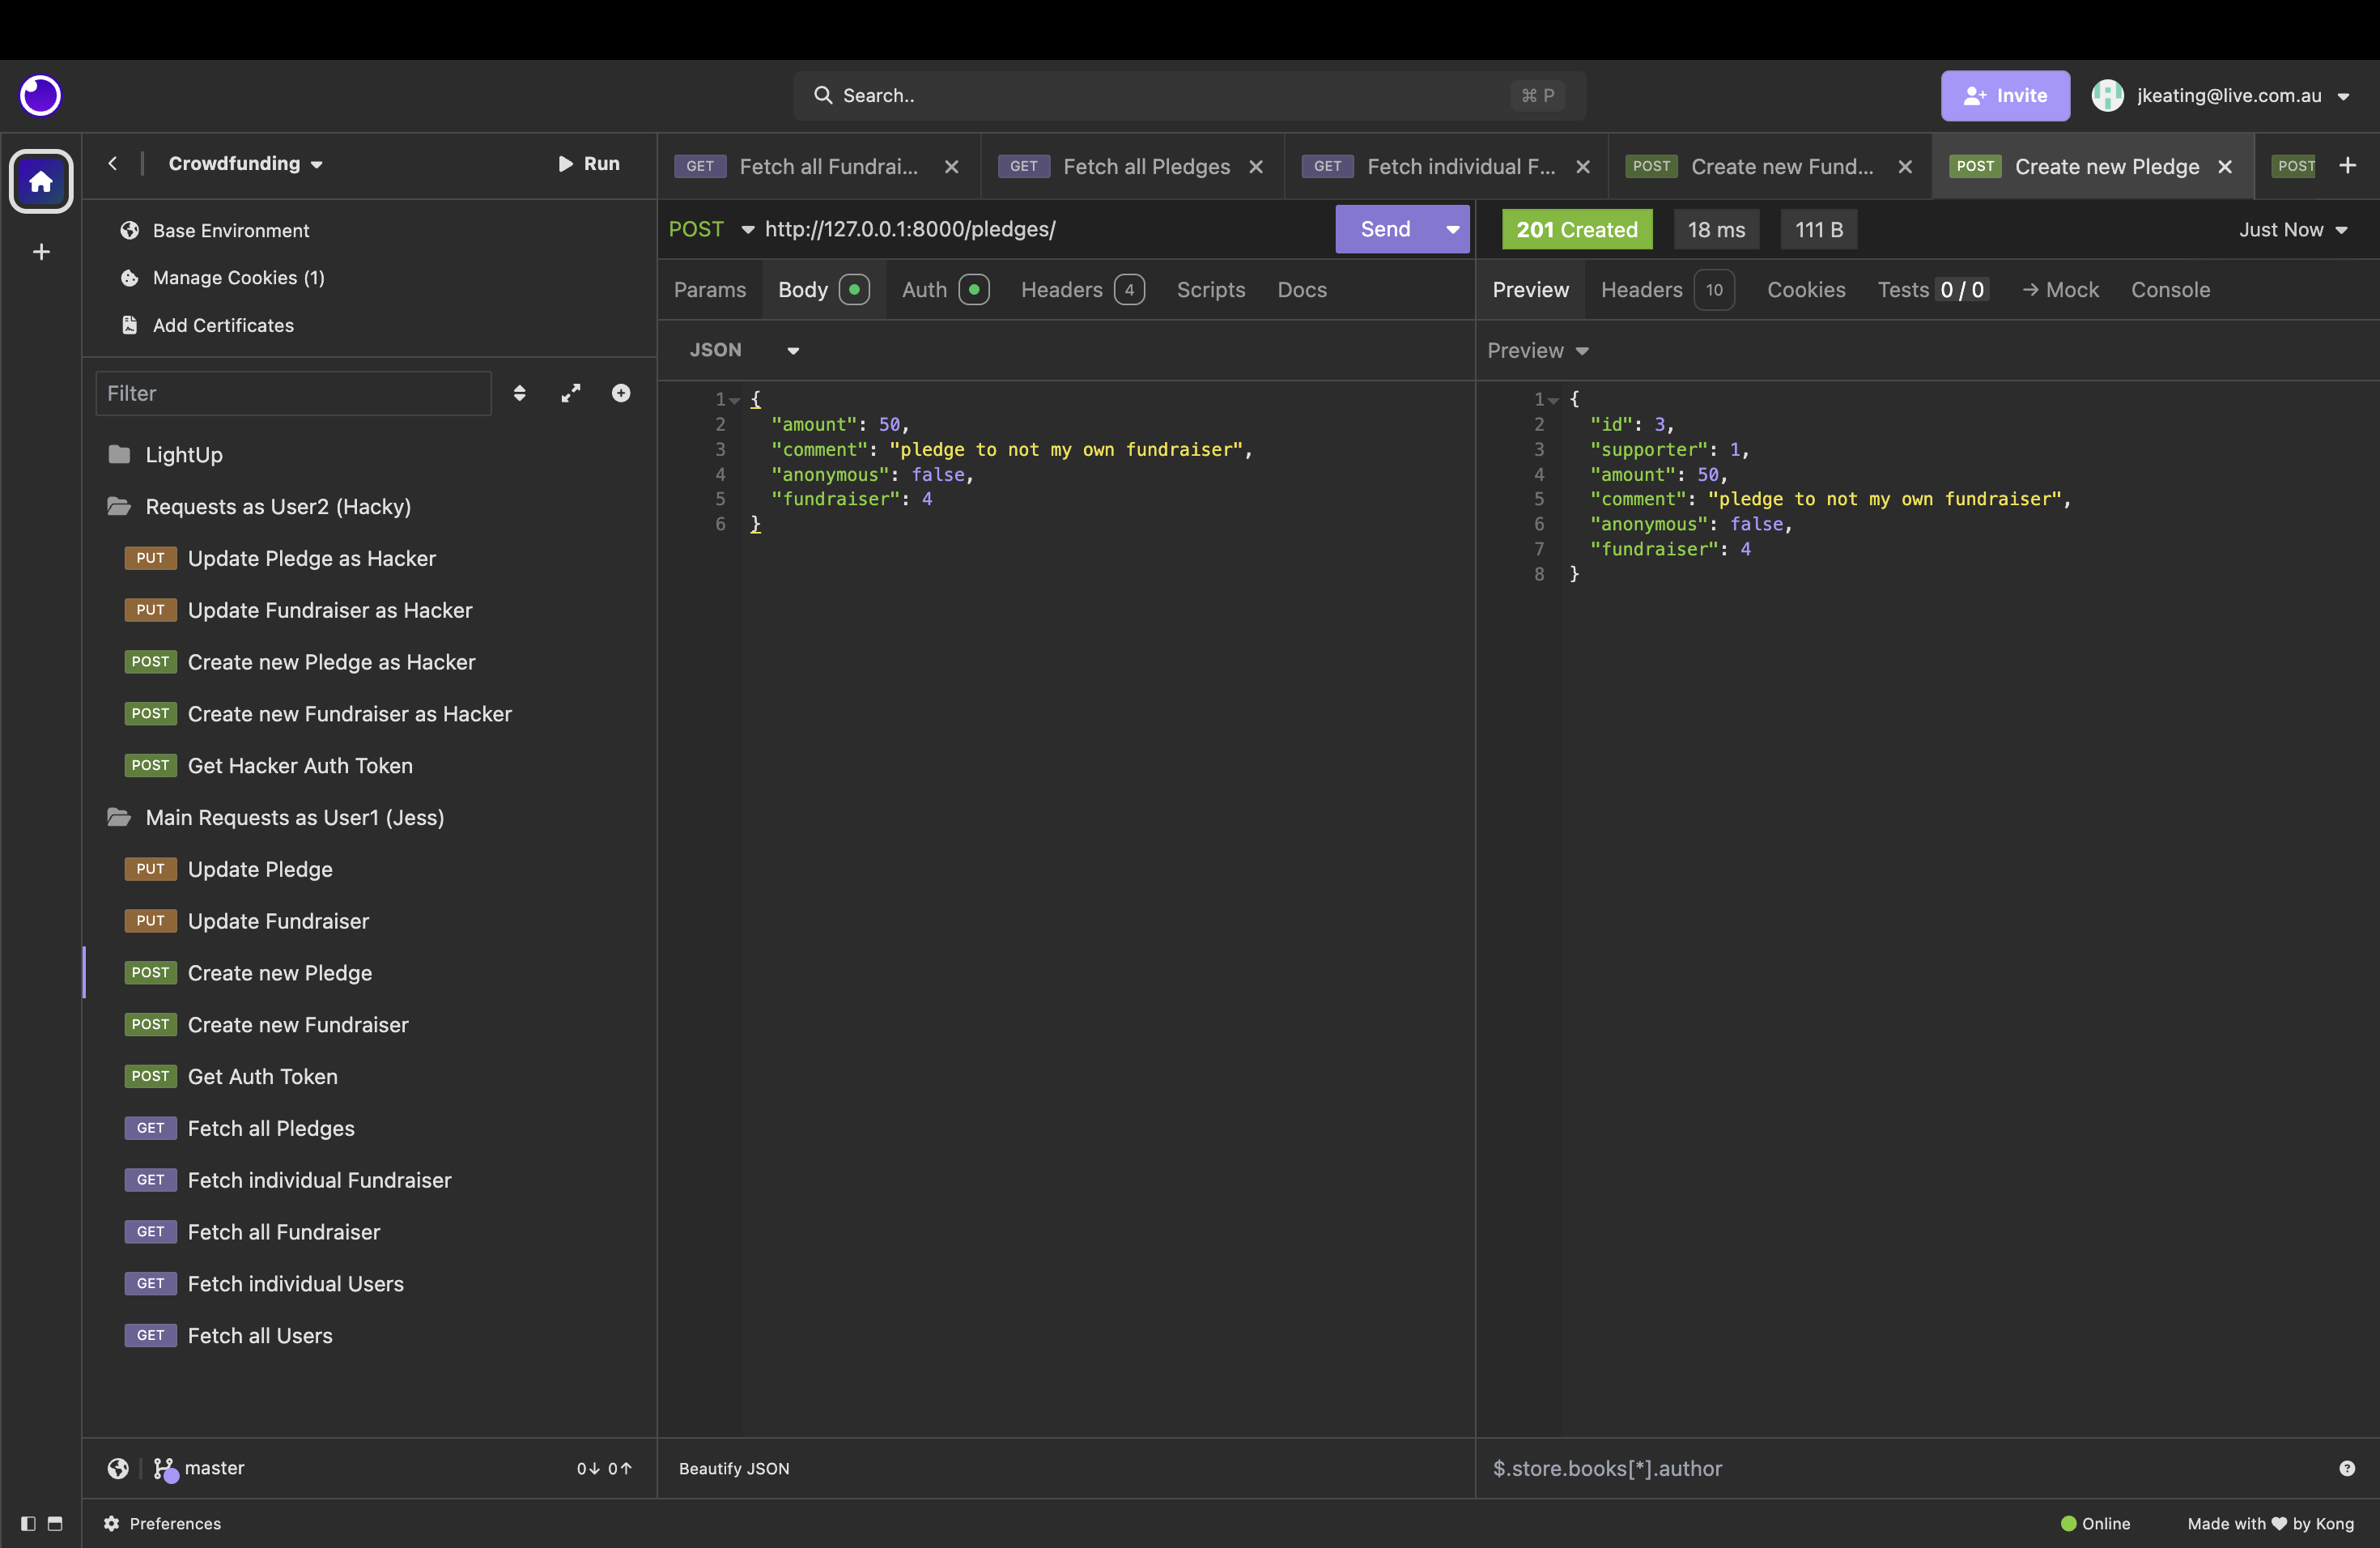 Search..
⌘ P
Invite
jkeating@live.com.au
Crowdfunding
Run
GET Fetch all Fundrai...
GET Fetch all Pledges
GET Fetch individual F...
POST Create new Fund...
POST Create new Pledge
POST
Base Environment
Manage Cookies (1)
Add Certificates
Filter
LightUp
Requests as User2 (Hacky)
PUT Update Pledge as Hacker
PUT Update Fundraiser as Hacker
POST Create new Pledge as Hacker
POST Create new Fundraiser as Hacker
POST Get Hacker Auth Token
Main Requests as User1 (Jess)
PUT Update Pledge
PUT Update Fundraiser
POST Create new Pledge
POST Create new Fundraiser
POST Get Auth Token
GET Fetch all Pledges
GET Fetch individual Fundraiser
GET Fetch all Fundraiser
GET Fetch individual Users
GET Fetch all Users
master
0↓ 0↑
POST http://127.0.0.1:8000/pledges/
Send
Params Body Auth Headers 4 Scripts Docs
JSON
1 {
2 "amount": 50,
3 "comment": "pledge to not my own fundraiser",
4 "anonymous": false,
5 "fundraiser": 4
6 }
Beautify JSON
201 Created 18 ms 111 B
Just Now
Preview Headers 10 Cookies Tests 0 / 0 → Mock Console
Preview
1 {
2 "id": 3,
3 "supporter": 1,
4 "amount": 50,
5 "comment": "pledge to not my own fundraiser",
6 "anonymous": false,
7 "fundraiser": 4
8 }
$.store.books[*].author
?
Preferences
Online
Made with ♥ by Kong